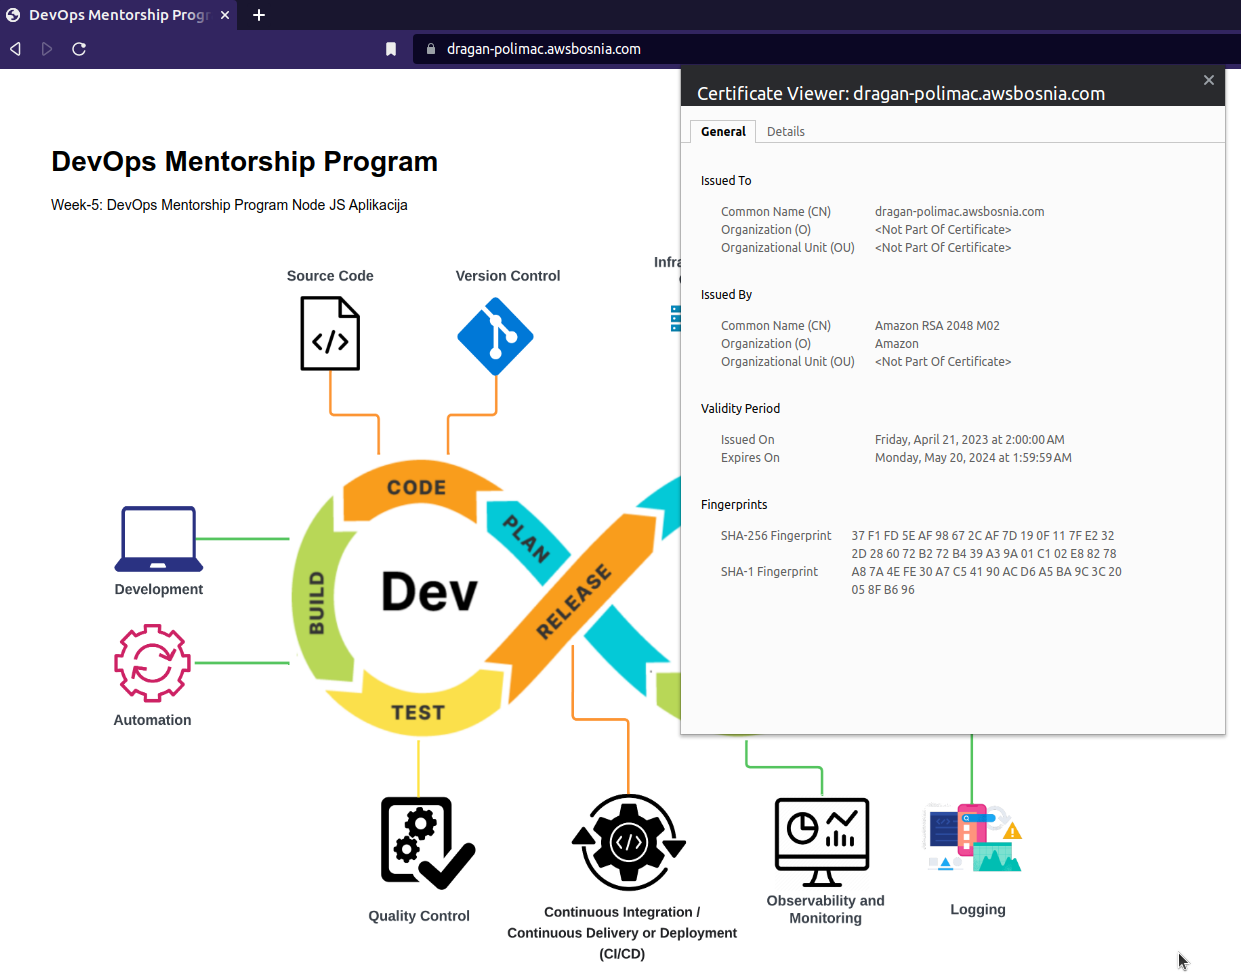 DevOps Mentorship Progr
dragan-polimac.awsbosnia.com
Certificate Viewer: dragan-polimac.awsbosnia.com
General Details
Issued To
Common Name (CN) dragan-polimac.awsbosnia.com
Organization (O) <Not Part Of Certificate>
Organizational Unit (OU) <Not Part Of Certificate>
Issued By
Common Name (CN) Amazon RSA 2048 M02
Organization (O) Amazon
Organizational Unit (OU) <Not Part Of Certificate>
Validity Period
Issued On Friday, April 21, 2023 at 2:00:00 AM
Expires On Monday, May 20, 2024 at 1:59:59 AM
Fingerprints
SHA-256 Fingerprint 37 F1 FD 5E AF 98 67 2C AF 7D 19 0F 11 7F E2 32
2D 28 60 72 B2 72 B4 39 A3 9A 01 C1 02 E8 82 78
SHA-1 Fingerprint A8 7A 4E FE 30 A7 C5 41 90 AC D6 A5 BA 9C 3C 20
05 8F B6 96
DevOps Mentorship Program
Week-5: DevOps Mentorship Program Node JS Aplikacija
Source Code
Version Control
Infra
CODE
PLAN
BUILD
Dev
RELEASE
TEST
Development
Automation
Quality Control
Continuous Integration /
Continuous Delivery or Deployment
(CI/CD)
Observability and
Monitoring
Logging